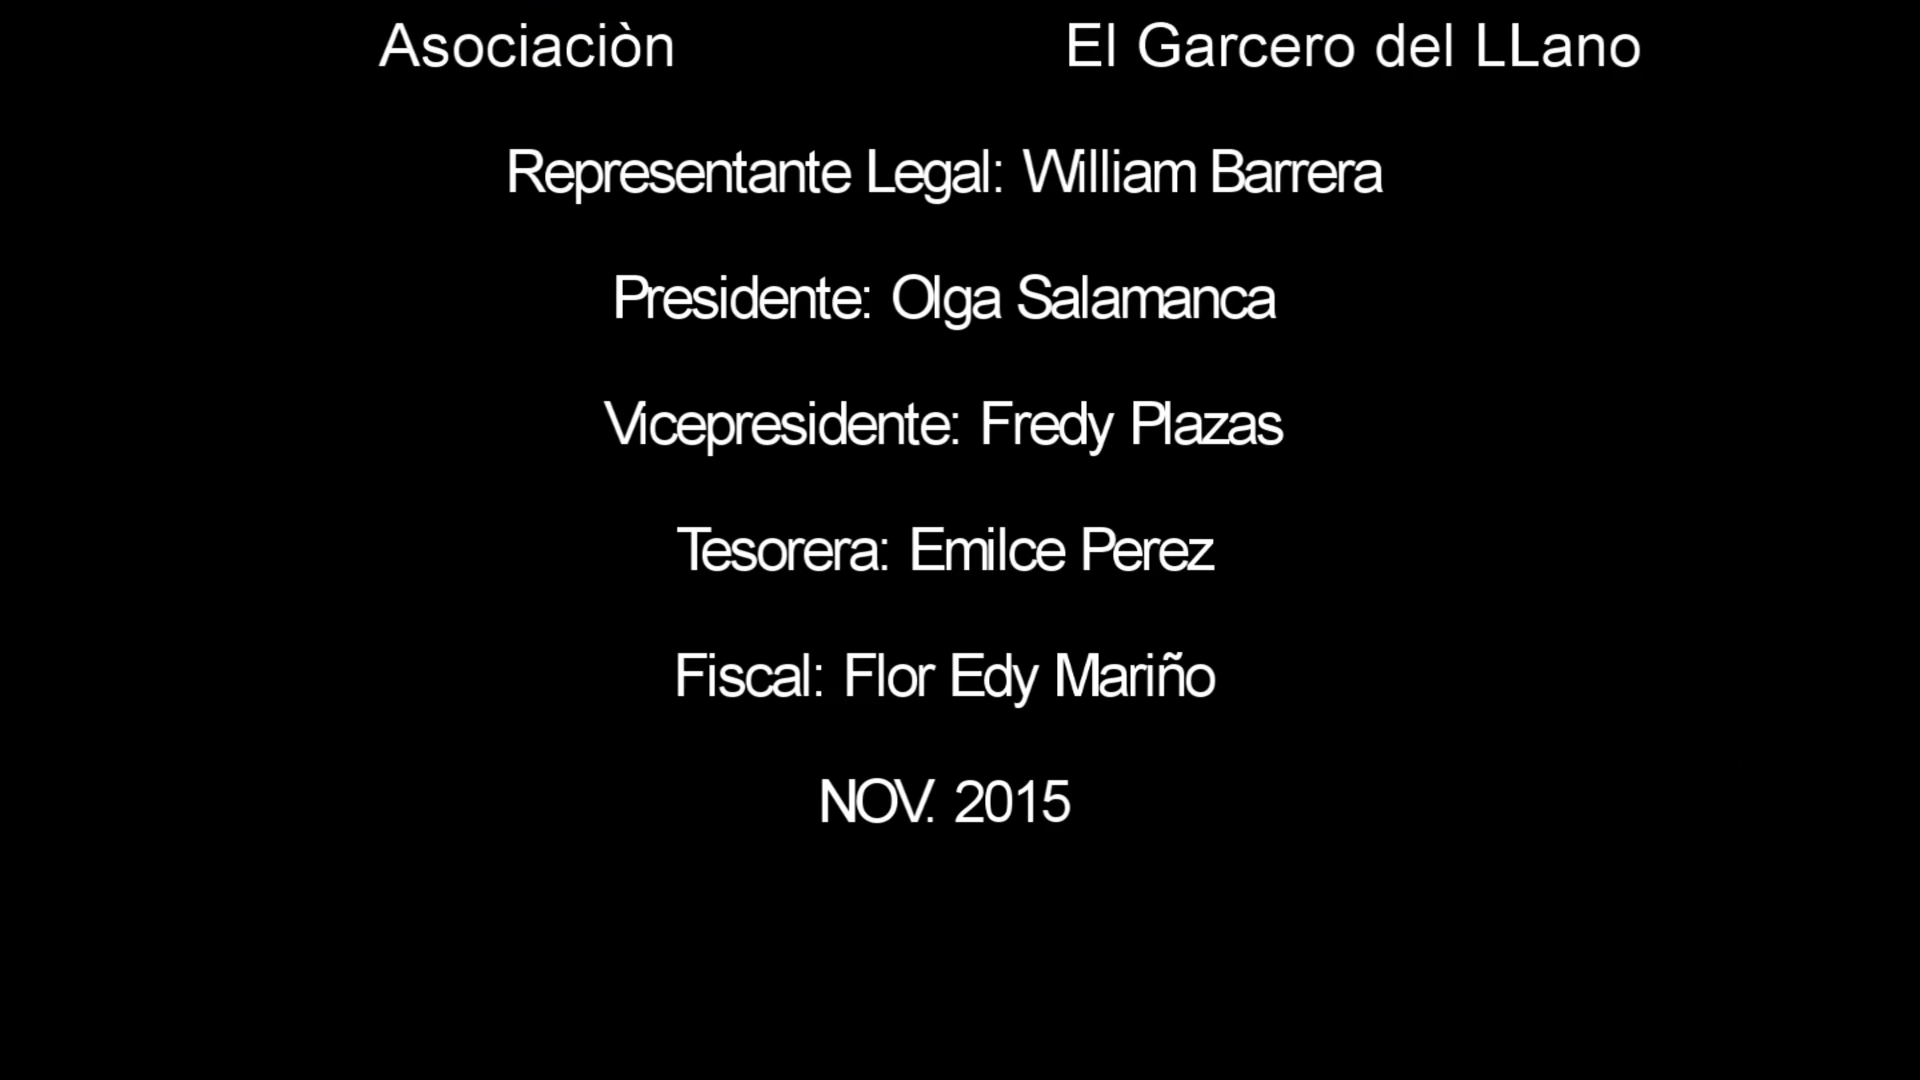 Asociaciòn El Garcero del LLano
Representante Legal: William Barrera
Presidente: Olga Salamanca
Vicepresidente: Fredy Plazas
Tesorera: Emilce Perez
Fiscal: Flor Edy Mariño
NOV. 2015